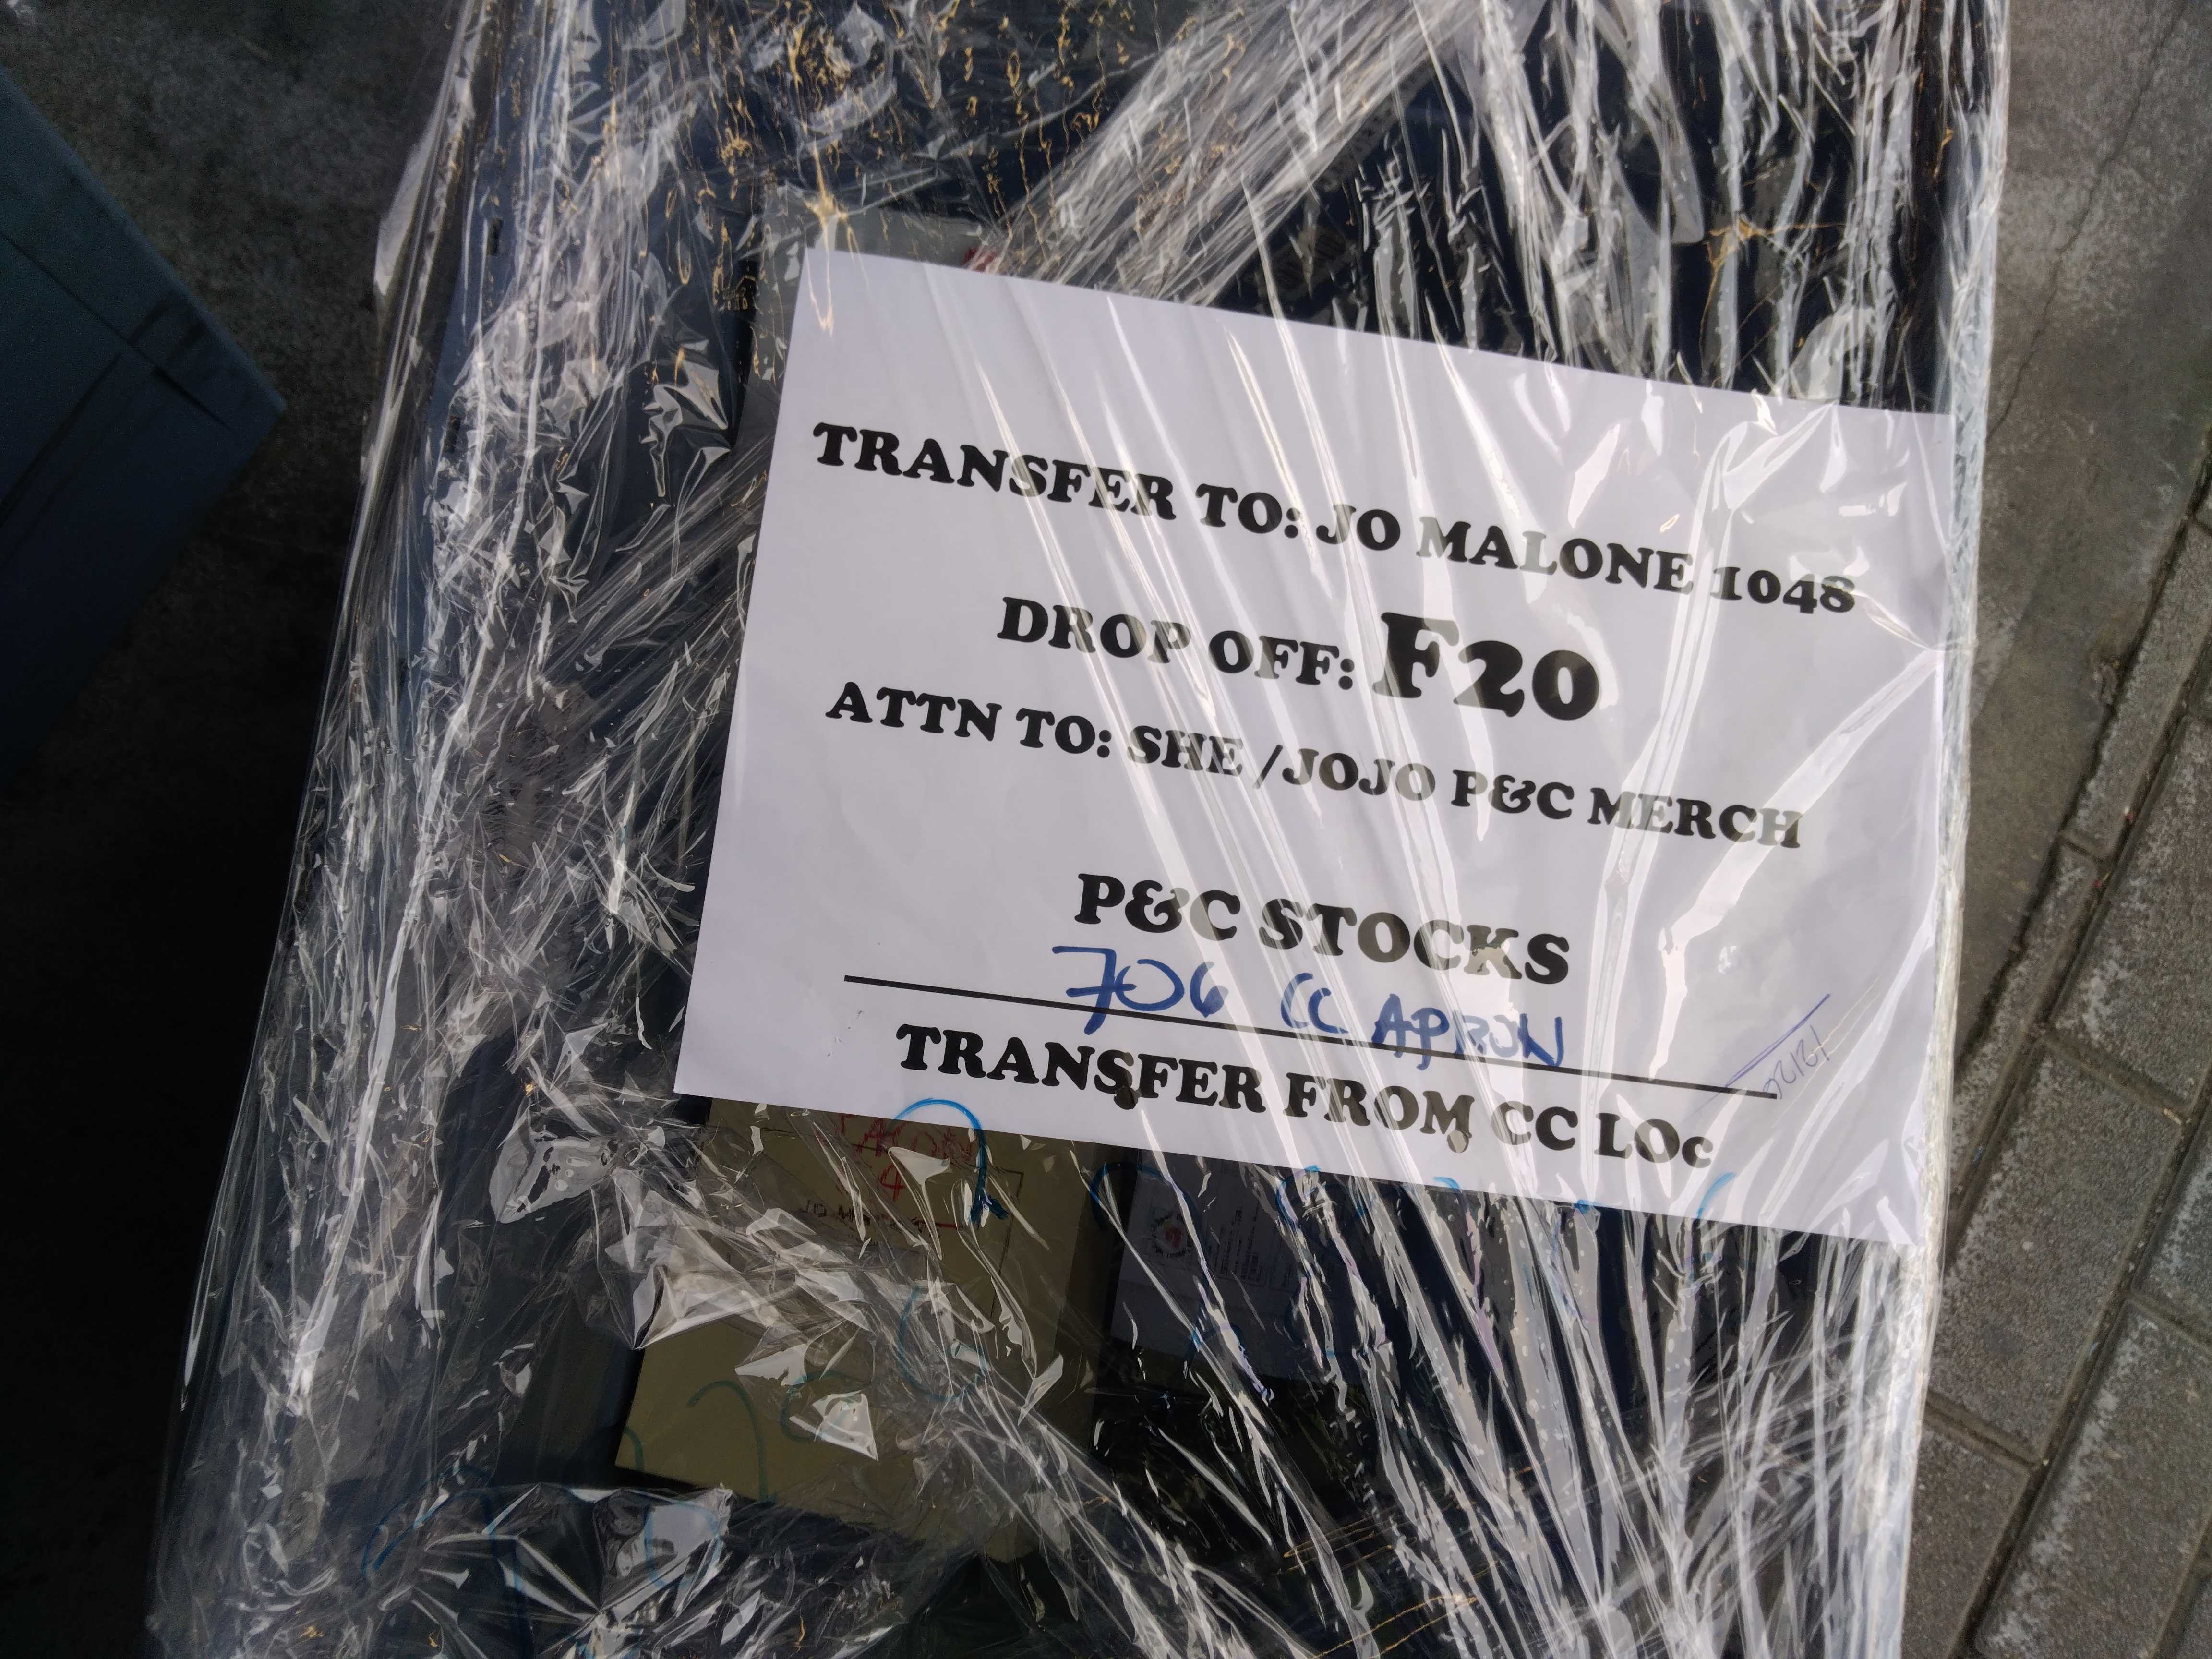 TRANSFER TO: JO MALONE 1048
DROP OFF: F20
ATTN TO: SHE /JOJO P&C MERCH
P&C STOCKS
706 CC APRON
TRANSFER FROM CC LOc